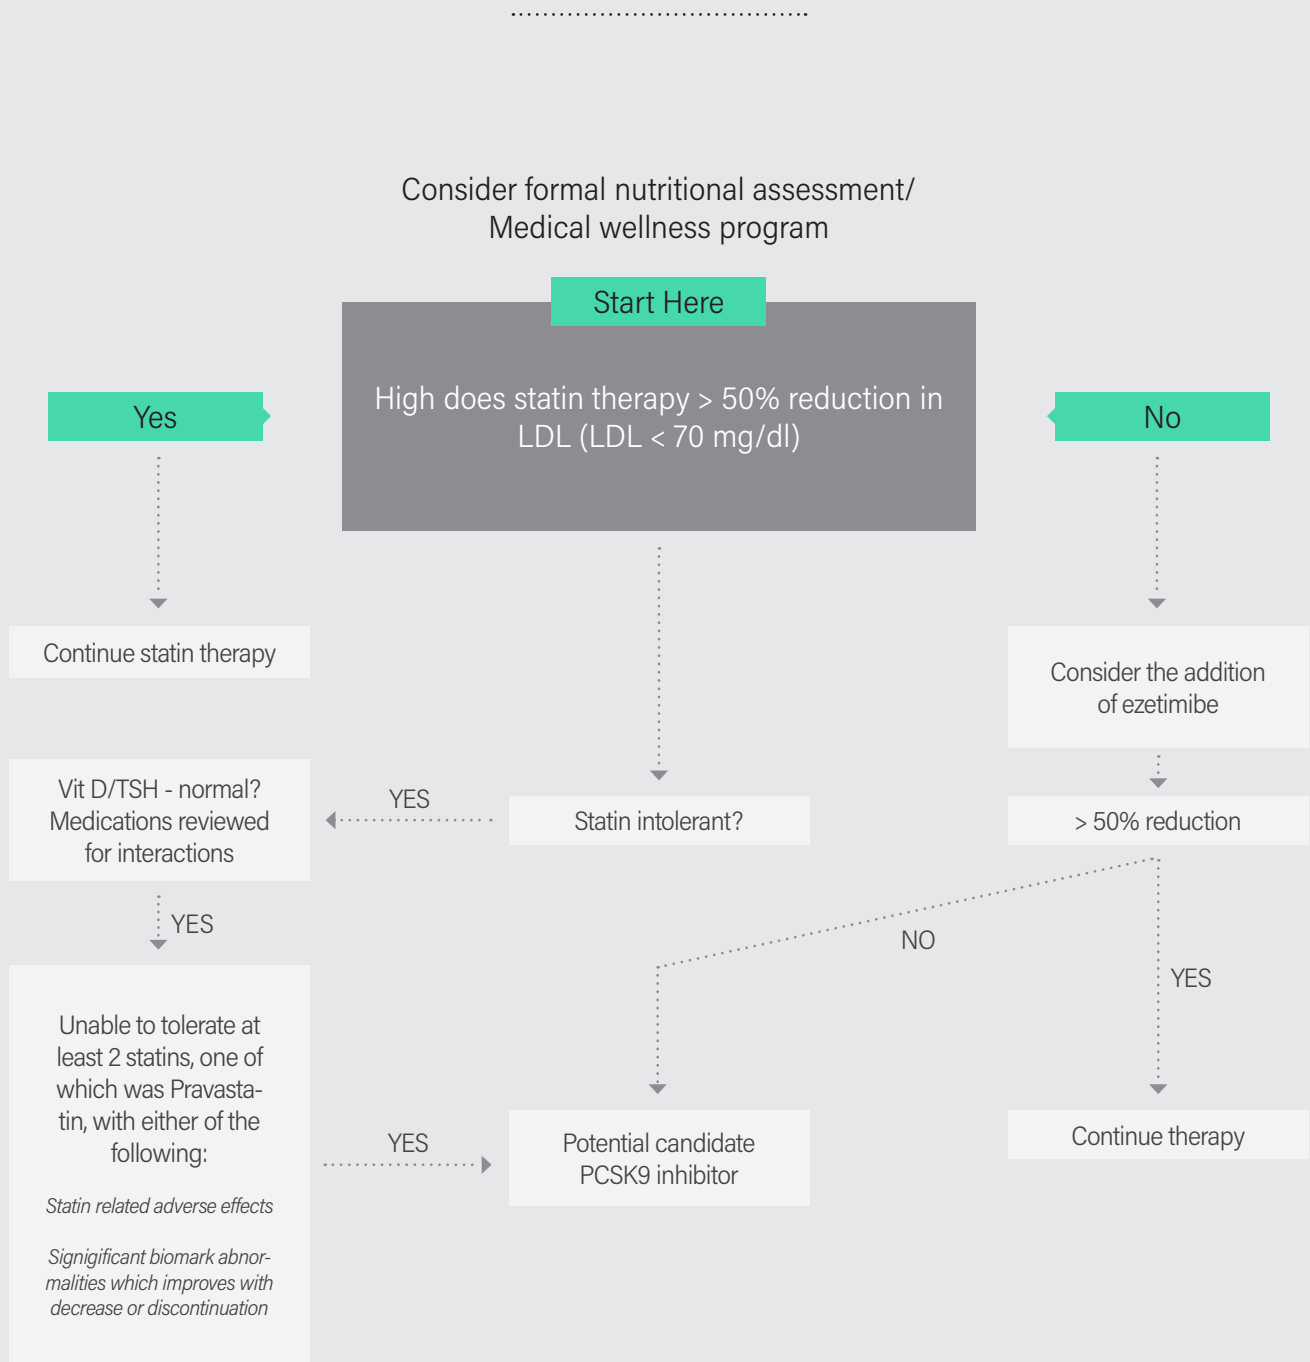 Consider formal nutritional assessment/
Medical wellness program
Start Here
High does statin therapy > 50% reduction in
LDL (LDL < 70 mg/dl)
Yes
No
Continue statin therapy
Consider the addition
of ezetimibe
Vit D/TSH - normal?
Medications reviewed
for interactions
YES
Statin intolerant?
> 50% reduction
YES
NO
YES
Unable to tolerate at
least 2 statins, one of
which was Pravasta-
tin, with either of the
following:
Statin related adverse effects
Signigificant biomark abnor-
malities which improves with
decrease or discontinuation
YES
Potential candidate
PCSK9 inhibitor
Continue therapy